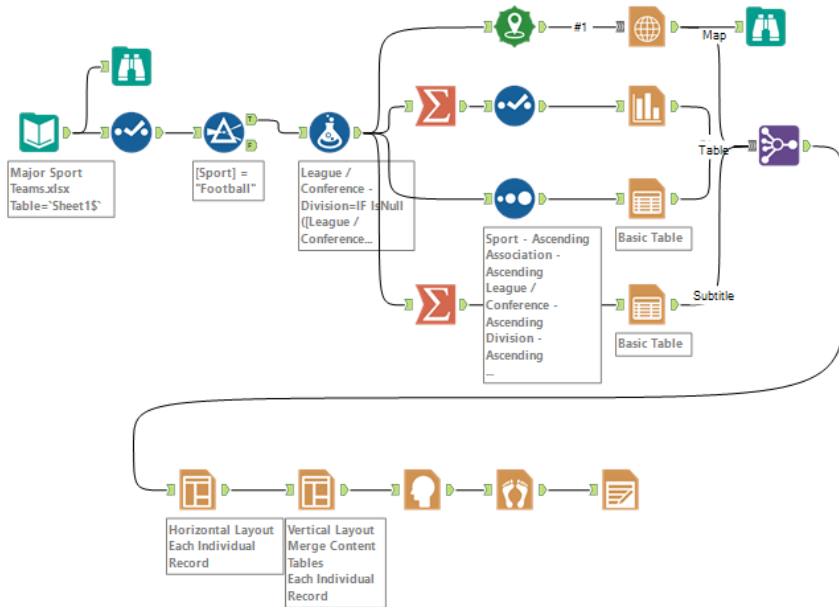 #1
Map
T
F
Major Sport
Teams.xlsx
Table=`Sheet1$`
[Sport] =
"Football"
League /
Conference -
Division=IF IsNull
([League /
Conference...
Table
Sport - Ascending
Association -
Ascending
League /
Conference -
Ascending
Division -
Ascending
...
Basic Table
Subtitle
Basic Table
Horizontal Layout
Each Individual
Record
Vertical Layout
Merge Content
Tables
Each Individual
Record